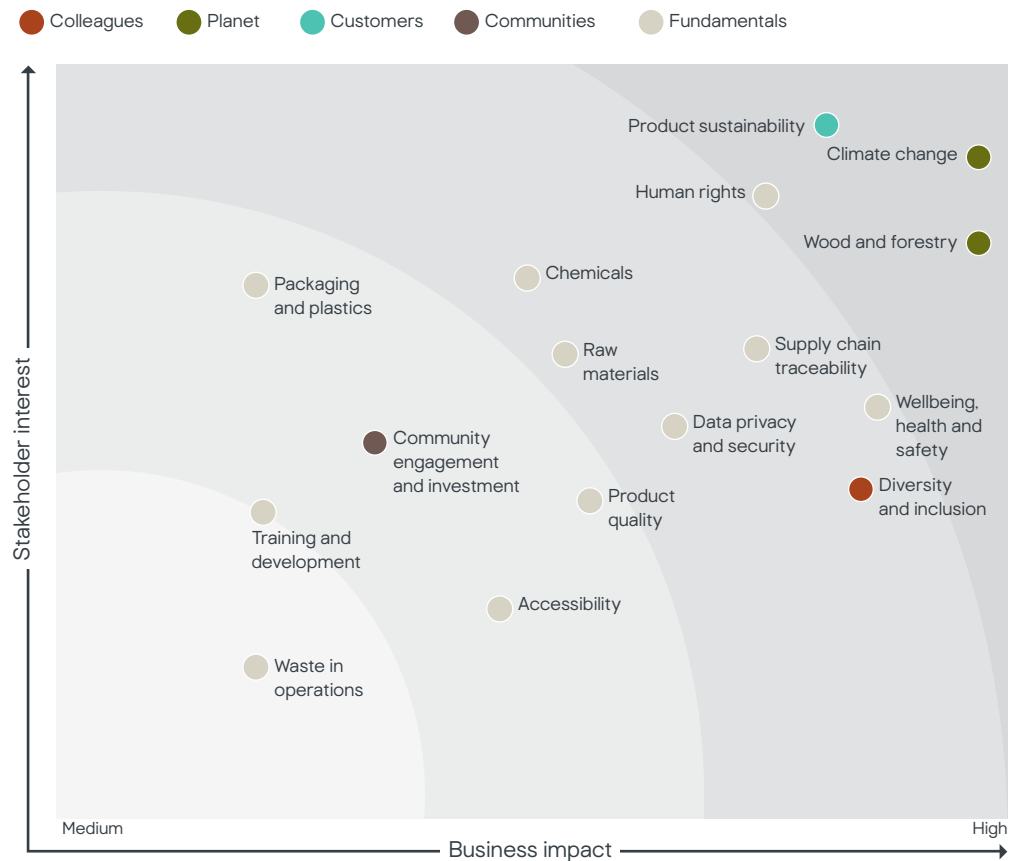 Colleagues
Planet
Customers
Communities
Fundamentals
Product sustainability
Climate change
Human rights
Wood and forestry
Chemicals
Packaging
and plastics
Raw
materials
Supply chain
traceability
Wellbeing,
health and
safety
Data privacy
and security
Community
engagement
and investment
Diversity
and inclusion
Product
quality
Training and
development
Accessibility
Waste in
operations
Stakeholder interest
Medium
High
Business impact